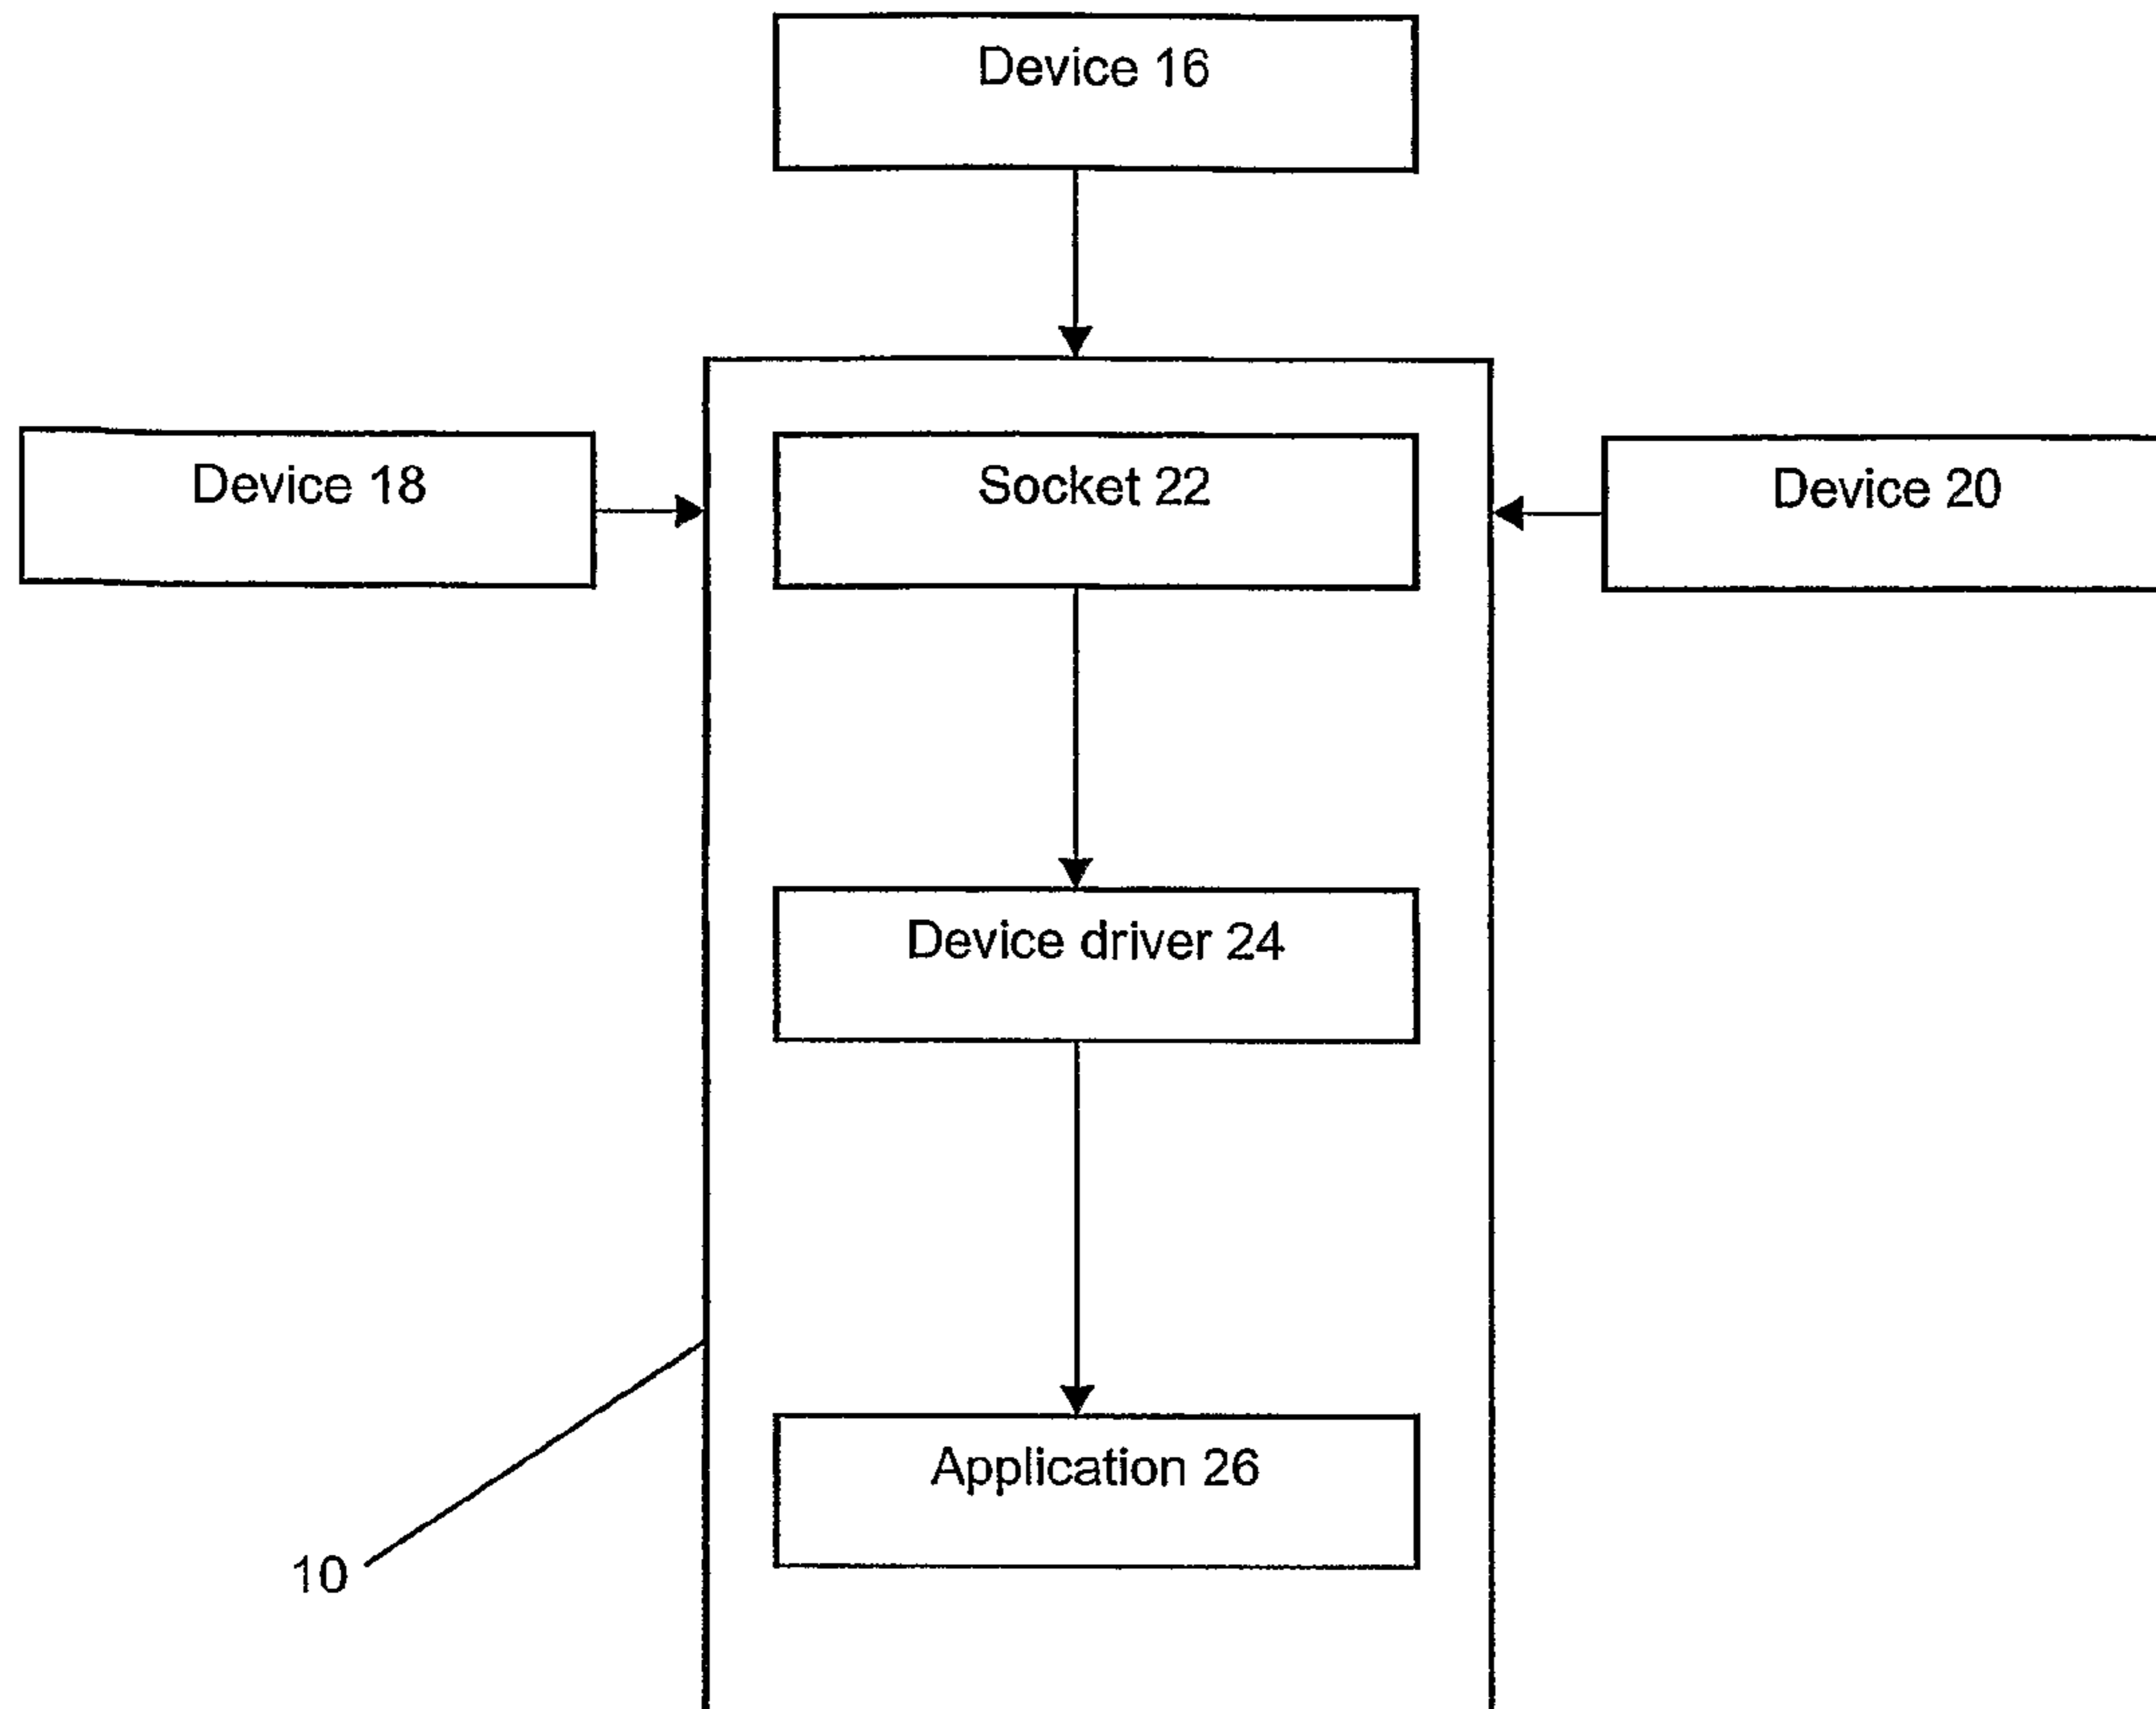 Device 16
Device 18
Socket 22
Device 20
Device driver 24
Application 26
10